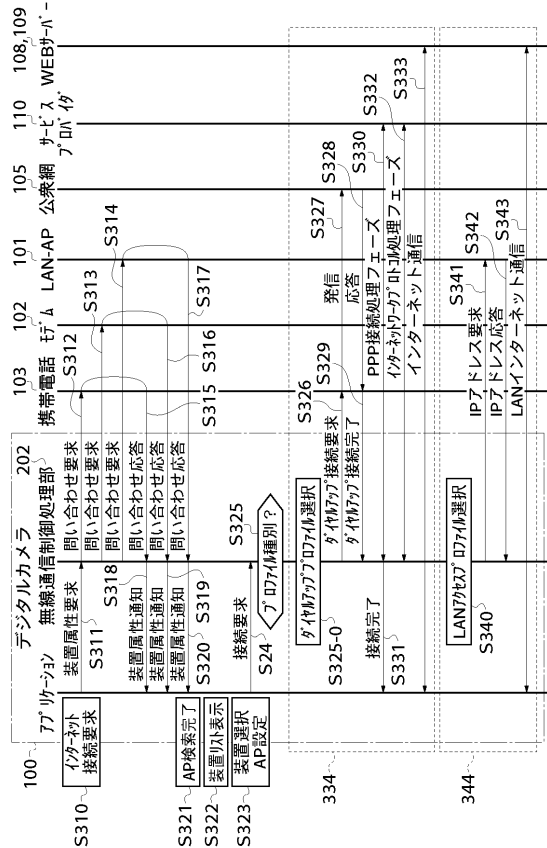 100
デジタルカメラ
アプリケーション
無線通信制御処理部
202
103
携帯電話
102
モデム
101
LAN-AP
105
公衆網
110
サービス
プロバイダ
108,109
WEBサーバー
S310
インターネット
接続要求
装置属性要求
S311
問い合わせ要求
S312
問い合わせ要求
S313
問い合わせ要求
S314
問い合わせ応答
S315
問い合わせ応答
S316
問い合わせ応答
S317
S318
装置属性通知
装置属性通知
S319
装置属性通知
S320
S321
AP検索完了
S322
装置リスト表示
S323
装置選択
AP設定
接続要求
S24
プロファイル種別?
S325
334
ダイヤルアッププロファイル選択
S325-0
ダイヤルアップ接続要求
S326
発信
S327
応答
S328
ダイヤルアップ接続完了
S329
PPP接続処理フェーズ
S330
接続完了
S331
インターネットワークプロトコル処理フェーズ
S332
インターネット通信
S333
344
LANアクセスプロファイル選択
S340
IPアドレス要求
S341
IPアドレス応答
S342
LANインターネット通信
S343